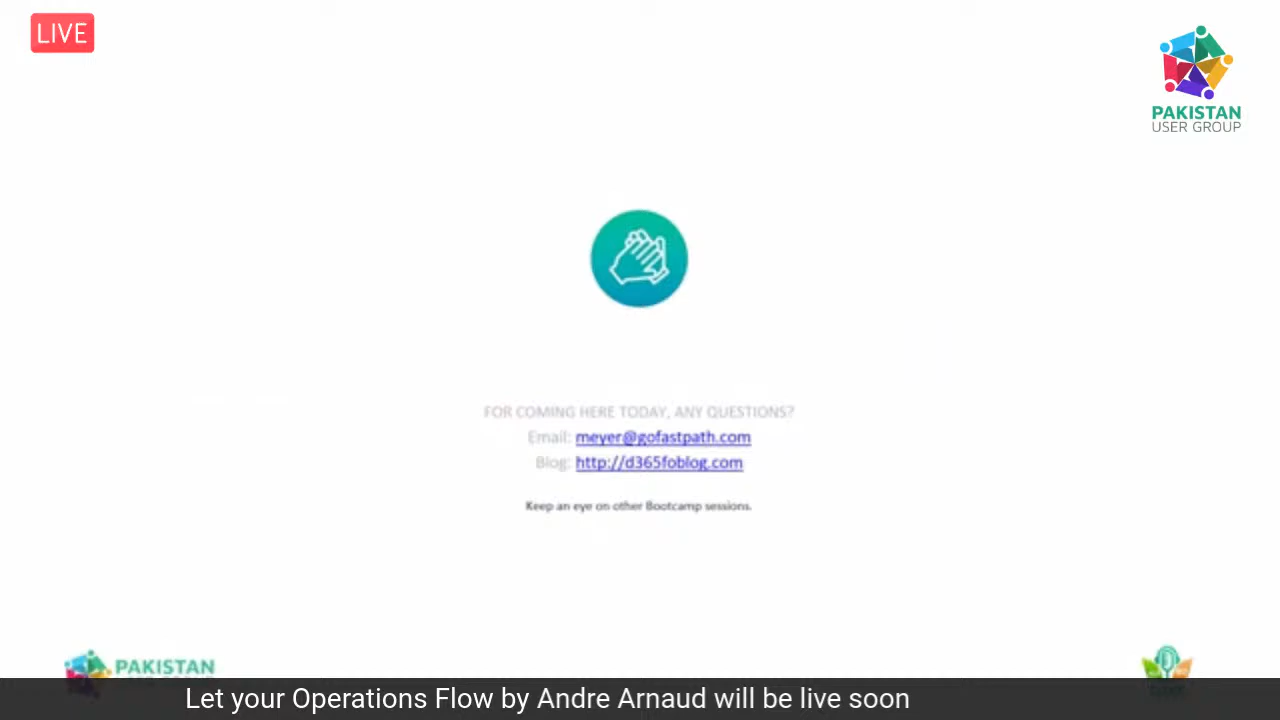 LIVE
PAKISTAN
USER GROUP
FOR COMING HERE TODAY, ANY QUESTIONS?
Email: meyer@gofastpath.com
Blog: http://d365foblog.com
Keep an eye on other Bootcamp sessions.
PAKISTAN
Let your Operations Flow by Andre Arnaud will be live soon